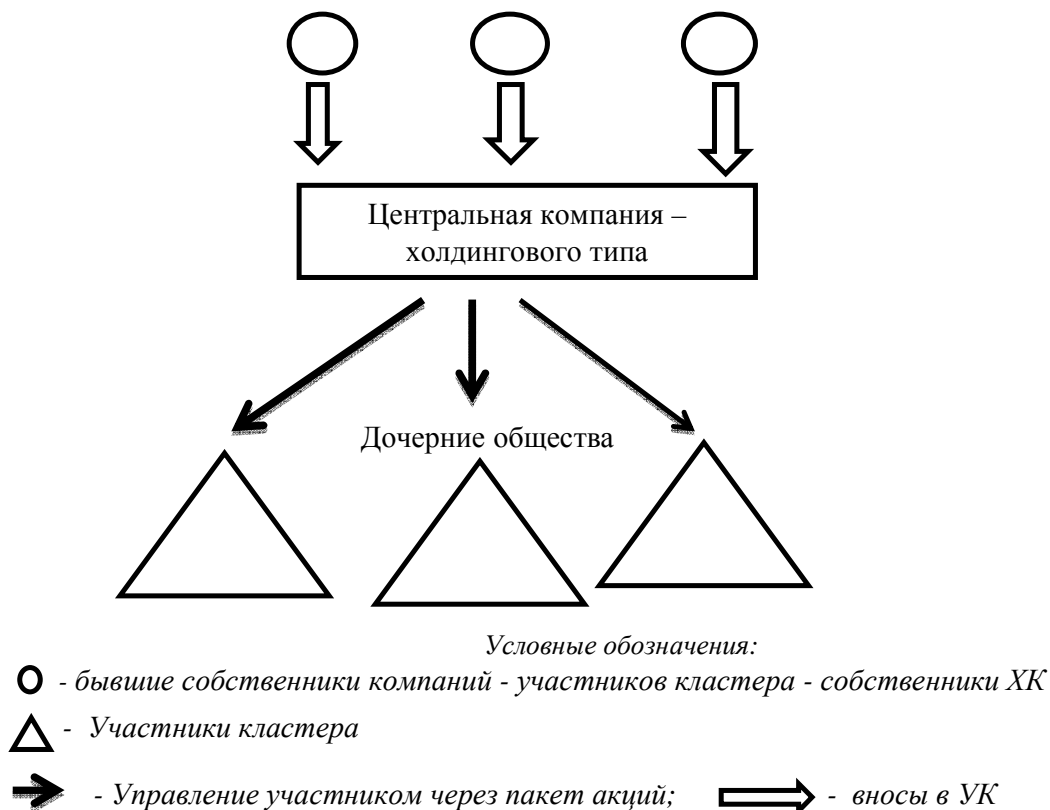 Центральная компания –
холдингового типа
Дочерние общества
Условные обозначения:
- бывшие собственники компаний - участников кластера - собственники ХК
- Участники кластера
- Управление участником через пакет акций;
- вносы в УК